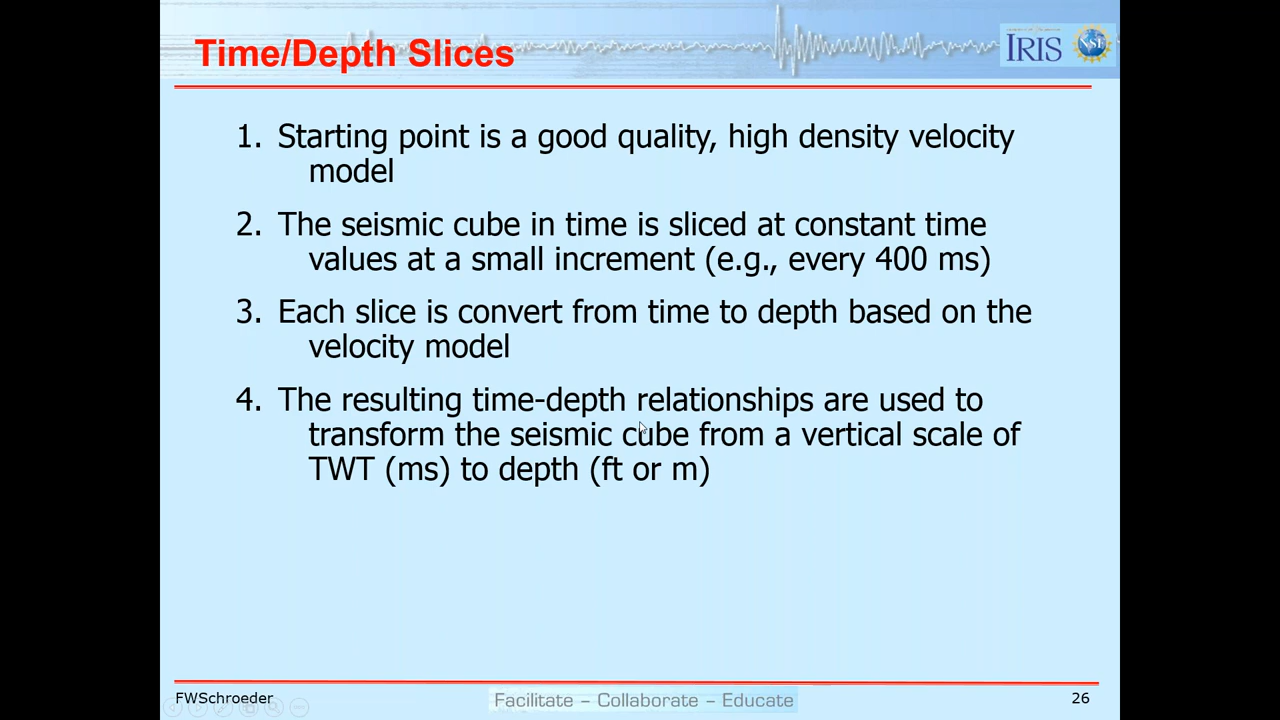 Time/Depth Slices
IRIS
NSF
1. Starting point is a good quality, high density velocity
model
2. The seismic cube in time is sliced at constant time
values at a small increment (e.g., every 400 ms)
3. Each slice is convert from time to depth based on the
velocity model
4. The resulting time-depth relationships are used to
transform the seismic cube from a vertical scale of
TWT (ms) to depth (ft or m)
FWSchroeder
Facilitate – Collaborate – Educate
26